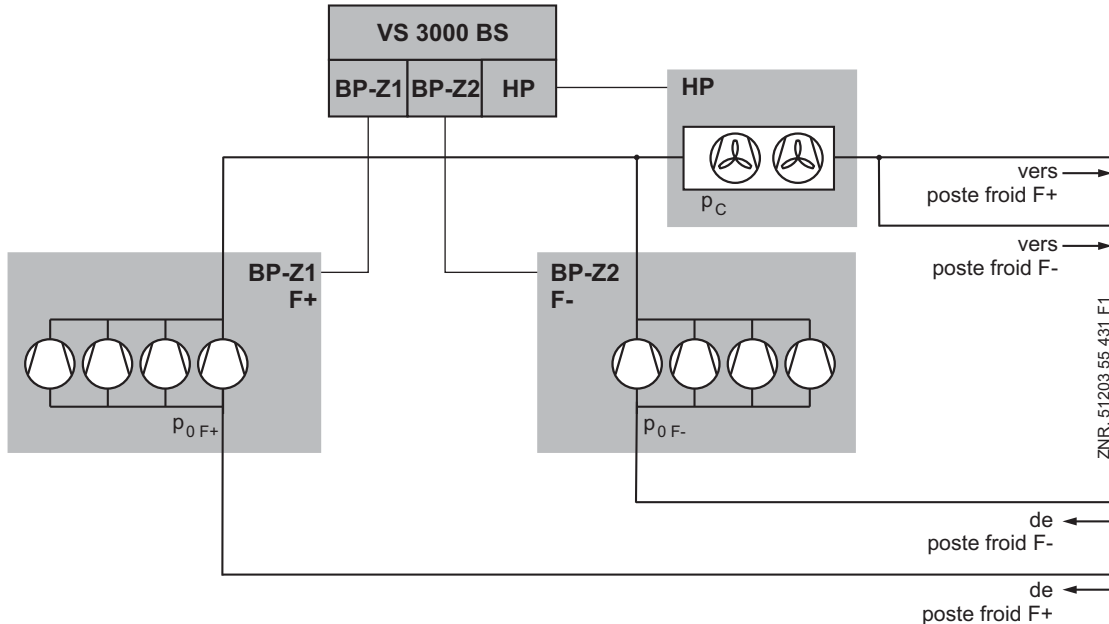 VS 3000 BS
BP-Z1 BP-Z2 HP
HP
p C
vers
poste froid F+
vers
poste froid F-
BP-Z1
F+
BP-Z2
F-
p 0 F+
p 0 F-
de
poste froid F-
de
poste froid F+
ZNR. 51203 55 431 F1